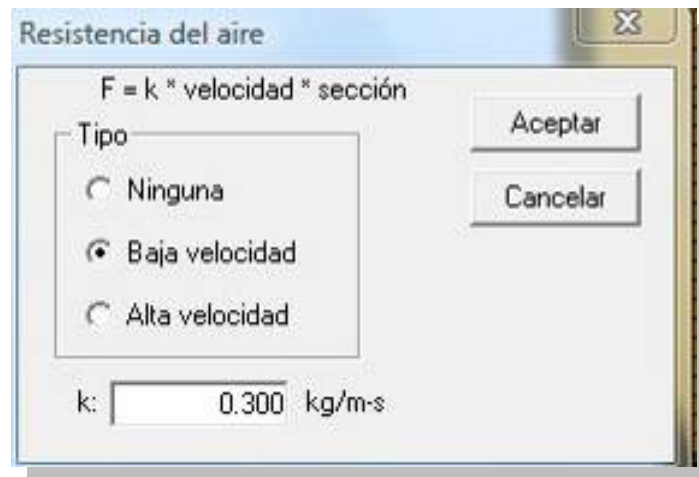 Resistencia del aire
F = k * velocidad * sección
Tipo
Ninguna
Baja velocidad
Alta velocidad
k: 0.300 kg/m-s
Aceptar
Cancelar